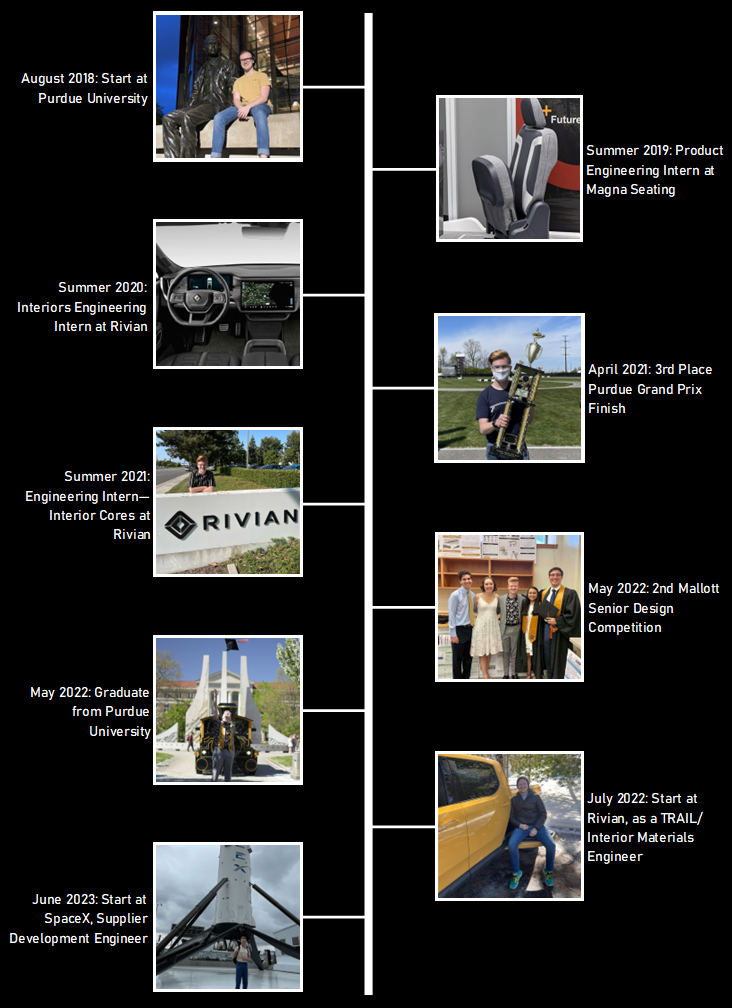 August 2018: Start at
Purdue University
Future
Summer 2019: Product
Engineering Intern at
Magna Seating
Summer 2020:
Interiors Engineering
Intern at Rivian
April 2021: 3rd Place
Purdue Grand Prix
Finish
Summer 2021:
Engineering Intern—
Interior Cores at
Rivian
RIVIAN
May 2022: 2nd Mallott
Senior Design
Competition
May 2022: Graduate
from Purdue
University
July 2022: Start at
Rivian, as a TRAIL/
Interior Materials
Engineer
June 2023: Start at
SpaceX, Supplier
Development Engineer
EX